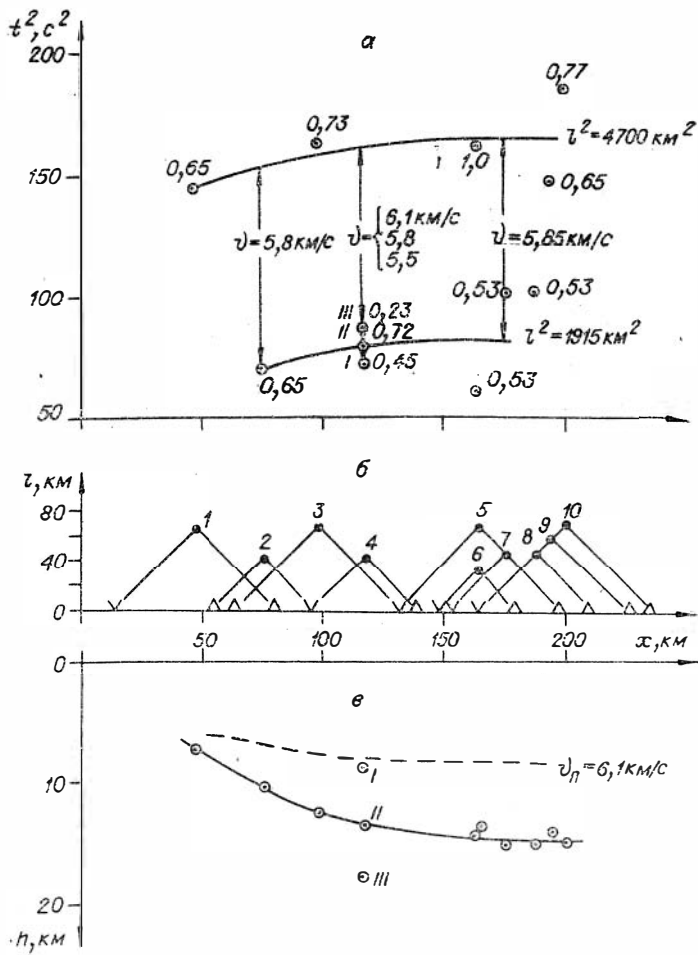 t², c²
а
200
150
100
50
0,77
0,73
0,65
1,0
ι² = 4700 км²
0,65
v = 5,8 км/с
v = { 6,1 км/с
5,8
5,5
v = 5,85 км/с
0,53
0,53
III 0,23
II 0,72
I 0,45
ι² = 1915 км²
0,65
0,53
б
ι, км
80
40
0
1
2
3
4
5
6
7
8
9
10
50
100
150
200
x, км
0
в
vп = 6,1 км/с
I
10
II
III
20
h, км